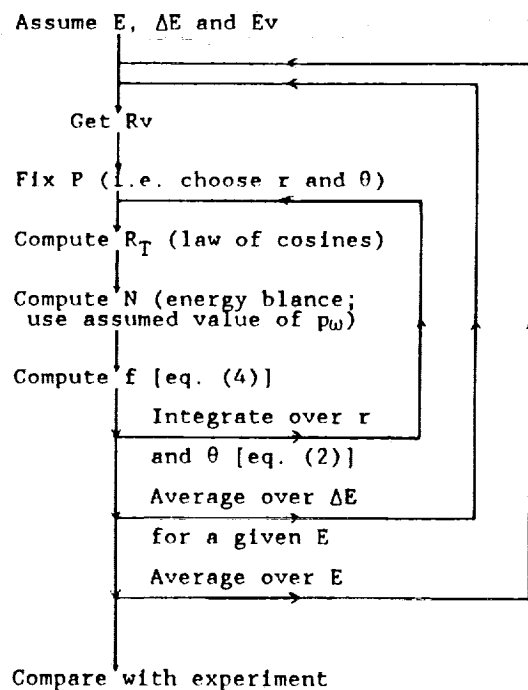 Assume E, ΔE and Ev
Get Rv
Fix P (i.e. choose r and θ)
Compute R_T (law of cosines)
Compute N (energy blance;
use assumed value of pω)
Compute f [eq. (4)]
Integrate over r
and θ [eq. (2)]
Average over ΔE
for a given E
Average over E
Compare with experiment